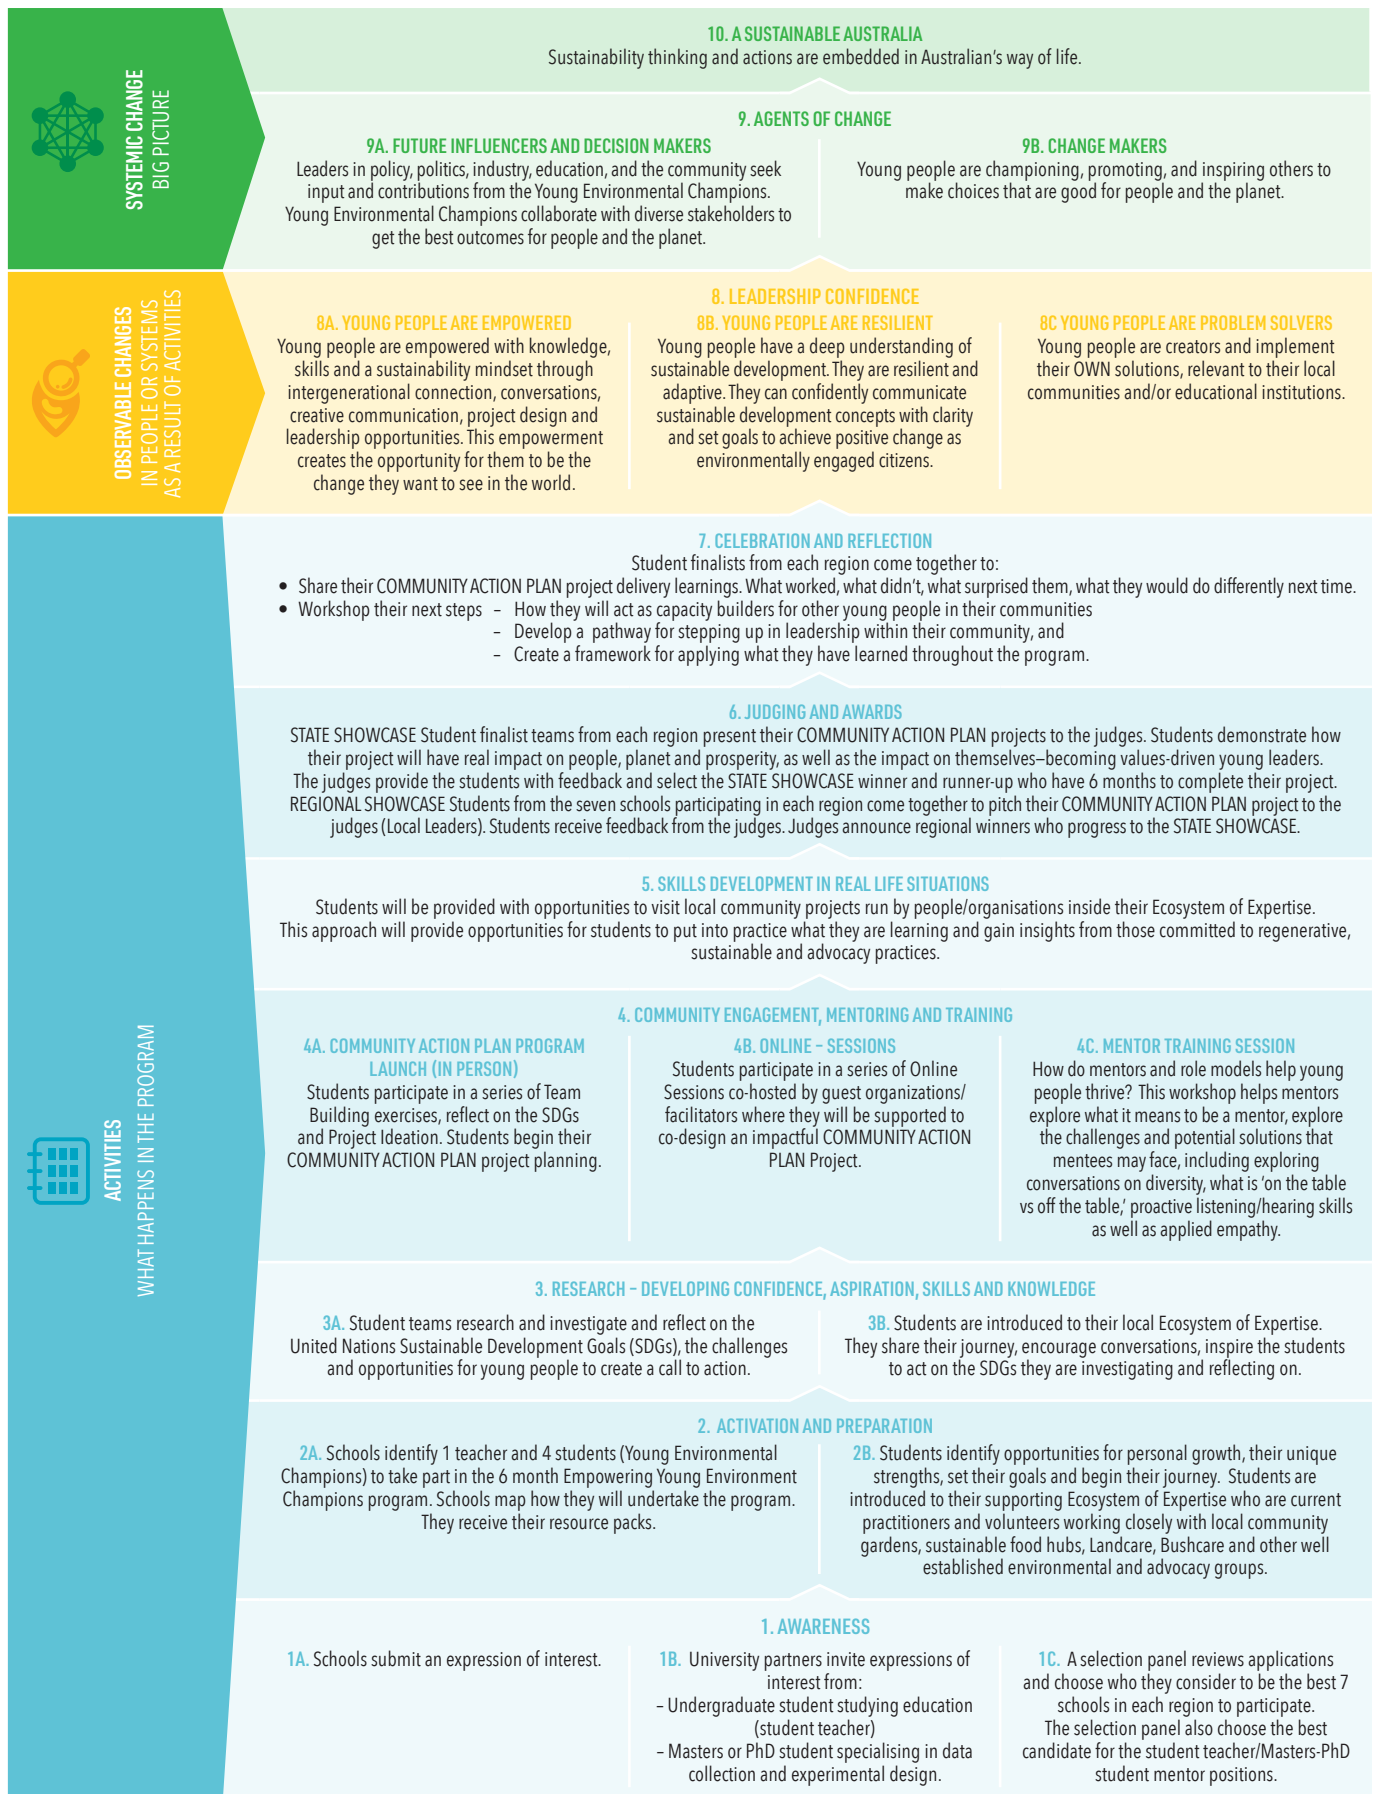 SYSTEMIC CHANGE
BIG PICTURE
10. A SUSTAINABLE AUSTRALIA
Sustainability thinking and actions are embedded in Australian's way of life.
9. AGENTS OF CHANGE
9A. FUTURE INFLUENCERS AND DECISION MAKERS
Leaders in policy, politics, industry, education, and the community seek
input and contributions from the Young Environmental Champions.
Young Environmental Champions collaborate with diverse stakeholders to
get the best outcomes for people and the planet.
9B. CHANGE MAKERS
Young people are championing, promoting, and inspiring others to
make choices that are good for people and the planet.
OBSERVABLE CHANGES
IN PEOPLE OR SYSTEMS
AS A RESULT OF ACTIVITIES
8. LEADERSHIP CONFIDENCE
8A. YOUNG PEOPLE ARE EMPOWERED
Young people are empowered with knowledge,
skills and a sustainability mindset through
intergenerational connection, conversations,
creative communication, project design and
leadership opportunities. This empowerment
creates the opportunity for them to be the
change they want to see in the world.
8B. YOUNG PEOPLE ARE RESILIENT
Young people have a deep understanding of
sustainable development. They are resilient and
adaptive. They can confidently communicate
sustainable development concepts with clarity
and set goals to achieve positive change as
environmentally engaged citizens.
8C YOUNG PEOPLE ARE PROBLEM SOLVERS
Young people are creators and implement
their OWN solutions, relevant to their local
communities and/or educational institutions.
ACTIVITIES
WHAT HAPPENS IN THE PROGRAM
7. CELEBRATION AND REFLECTION
Student finalists from each region come together to:
• Share their COMMUNITY ACTION PLAN project delivery learnings. What worked, what didn't, what surprised them, what they would do differently next time.
• Workshop their next steps – How they will act as capacity builders for other young people in their communities
– Develop a pathway for stepping up in leadership within their community, and
– Create a framework for applying what they have learned throughout the program.
6. JUDGING AND AWARDS
STATE SHOWCASE Student finalist teams from each region present their COMMUNITY ACTION PLAN projects to the judges. Students demonstrate how
their project will have real impact on people, planet and prosperity, as well as the impact on themselves—becoming values-driven young leaders.
The judges provide the students with feedback and select the STATE SHOWCASE winner and runner-up who have 6 months to complete their project.
REGIONAL SHOWCASE Students from the seven schools participating in each region come together to pitch their COMMUNITY ACTION PLAN project to the
judges (Local Leaders). Students receive feedback from the judges. Judges announce regional winners who progress to the STATE SHOWCASE.
5. SKILLS DEVELOPMENT IN REAL LIFE SITUATIONS
Students will be provided with opportunities to visit local community projects run by people/organisations inside their Ecosystem of Expertise.
This approach will provide opportunities for students to put into practice what they are learning and gain insights from those committed to regenerative,
sustainable and advocacy practices.
4. COMMUNITY ENGAGEMENT, MENTORING AND TRAINING
4A. COMMUNITY ACTION PLAN PROGRAM
LAUNCH (IN PERSON)
Students participate in a series of Team
Building exercises, reflect on the SDGs
and Project Ideation. Students begin their
COMMUNITY ACTION PLAN project planning.
4B. ONLINE – SESSIONS
Students participate in a series of Online
Sessions co-hosted by guest organizations/
facilitators where they will be supported to
co-design an impactful COMMUNITY ACTION
PLAN Project.
4C. MENTOR TRAINING SESSION
How do mentors and role models help young
people thrive? This workshop helps mentors
explore what it means to be a mentor, explore
the challenges and potential solutions that
mentees may face, including exploring
conversations on diversity, what is 'on the table
vs off the table,' proactive listening/hearing skills
as well as applied empathy.
3. RESEARCH – DEVELOPING CONFIDENCE, ASPIRATION, SKILLS AND KNOWLEDGE
3A. Student teams research and investigate and reflect on the
United Nations Sustainable Development Goals (SDGs), the challenges
and opportunities for young people to create a call to action.
3B. Students are introduced to their local Ecosystem of Expertise.
They share their journey, encourage conversations, inspire the students
to act on the SDGs they are investigating and reflecting on.
2. ACTIVATION AND PREPARATION
2A. Schools identify 1 teacher and 4 students (Young Environmental
Champions) to take part in the 6 month Empowering Young Environment
Champions program. Schools map how they will undertake the program.
They receive their resource packs.
2B. Students identify opportunities for personal growth, their unique
strengths, set their goals and begin their journey. Students are
introduced to their supporting Ecosystem of Expertise who are current
practitioners and volunteers working closely with local community
gardens, sustainable food hubs, Landcare, Bushcare and other well
established environmental and advocacy groups.
1. AWARENESS
1A. Schools submit an expression of interest.
1B. University partners invite expressions of
interest from:
– Undergraduate student studying education
(student teacher)
– Masters or PhD student specialising in data
collection and experimental design.
1C. A selection panel reviews applications
and choose who they consider to be the best 7
schools in each region to participate.
The selection panel also choose the best
candidate for the student teacher/Masters-PhD
student mentor positions.